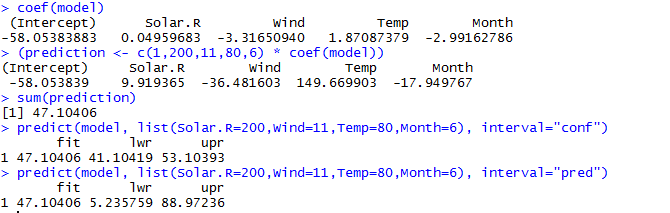 > coef(model)
(Intercept) Solar.R Wind Temp Month
-58.05383883 0.04959683 -3.31650940 1.87087379 -2.99162786
> (prediction <- c(1,200,11,80,6) * coef(model))
(Intercept) Solar.R Wind Temp Month
-58.053839 9.919365 -36.481603 149.669903 -17.949767
> sum(prediction)
[1] 47.10406
> predict(model, list(Solar.R=200,Wind=11,Temp=80,Month=6), interval="conf")
fit lwr upr
1 47.10406 41.10419 53.10393
> predict(model, list(Solar.R=200,Wind=11,Temp=80,Month=6), interval="pred")
fit lwr upr
1 47.10406 5.235759 88.97236